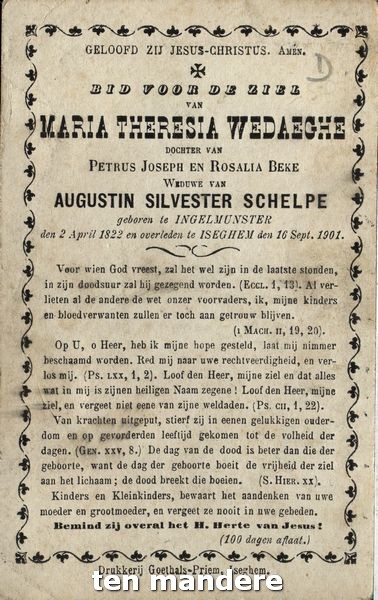 GELOOFD ZIJ JESUS-CHRISTUS. Amén.
D
BID VOOR DE ZIEL
VAN
MARIA THERESIA WEDAEGHE
DOCHTER VAN
PETRUS JOSEPH EN ROSALIA BEKE
WEDUWE VAN
AUGUSTIN SILVESTER SCHELPE
geboren te INGELMUNSTER
den 2 April 1822 en overleden te ISEGHEM den 16 Sept. 1901.
Voor wien God vreest, zal het wel zijn in de laatste stonden,
in zijn doodsuur zal hij gezegend worden. (ECCL. 1, 13). Al ver-
lieten al de andere de wet onzer voorvaders, ik, mijne kinders
en bloedverwanten zullen er toch aan getrouw blijven.
(1 MACH. II, 19, 20).
Op U, o Heer, heb ik mijne hope gesteld, laat mij nimmer
beschaamd worden. Red mij naar uwe rechtveerdigheid, en ver-
los mij. (Ps. LXX, 1, 2). Loof den Heer, mijne ziel en dat alles
wat in mij is zijnen heiligen Naam zegene ! Loof den Heer, mijne
ziel, en vergeet niet eene van zijne weldaden. (Ps. CII, 1, 22).
Van krachten uitgeput, stierf zij in eenen gelukkigen ouder-
dom en op gevorderden leeftijd gekomen tot de volheid der
dagen. (GEN. XXV, 8.) De dag van de dood is beter dan die der
geboorte, want de dag der geboorte boeit de vrijheid der ziel
aan het lichaam ; de dood breekt die boeien. (S. HIER. XX).
Kinders en Kleinkinders, bewaart het aandenken van uwe
moeder en grootmoeder, en vergeet ze nooit in uwe gebeden.
Bemind zij overal het H. Herte van Jesus !
(100 dagen aflaat.)
Drukkerij Goethals-Priem, Iseghem.
ten mandere